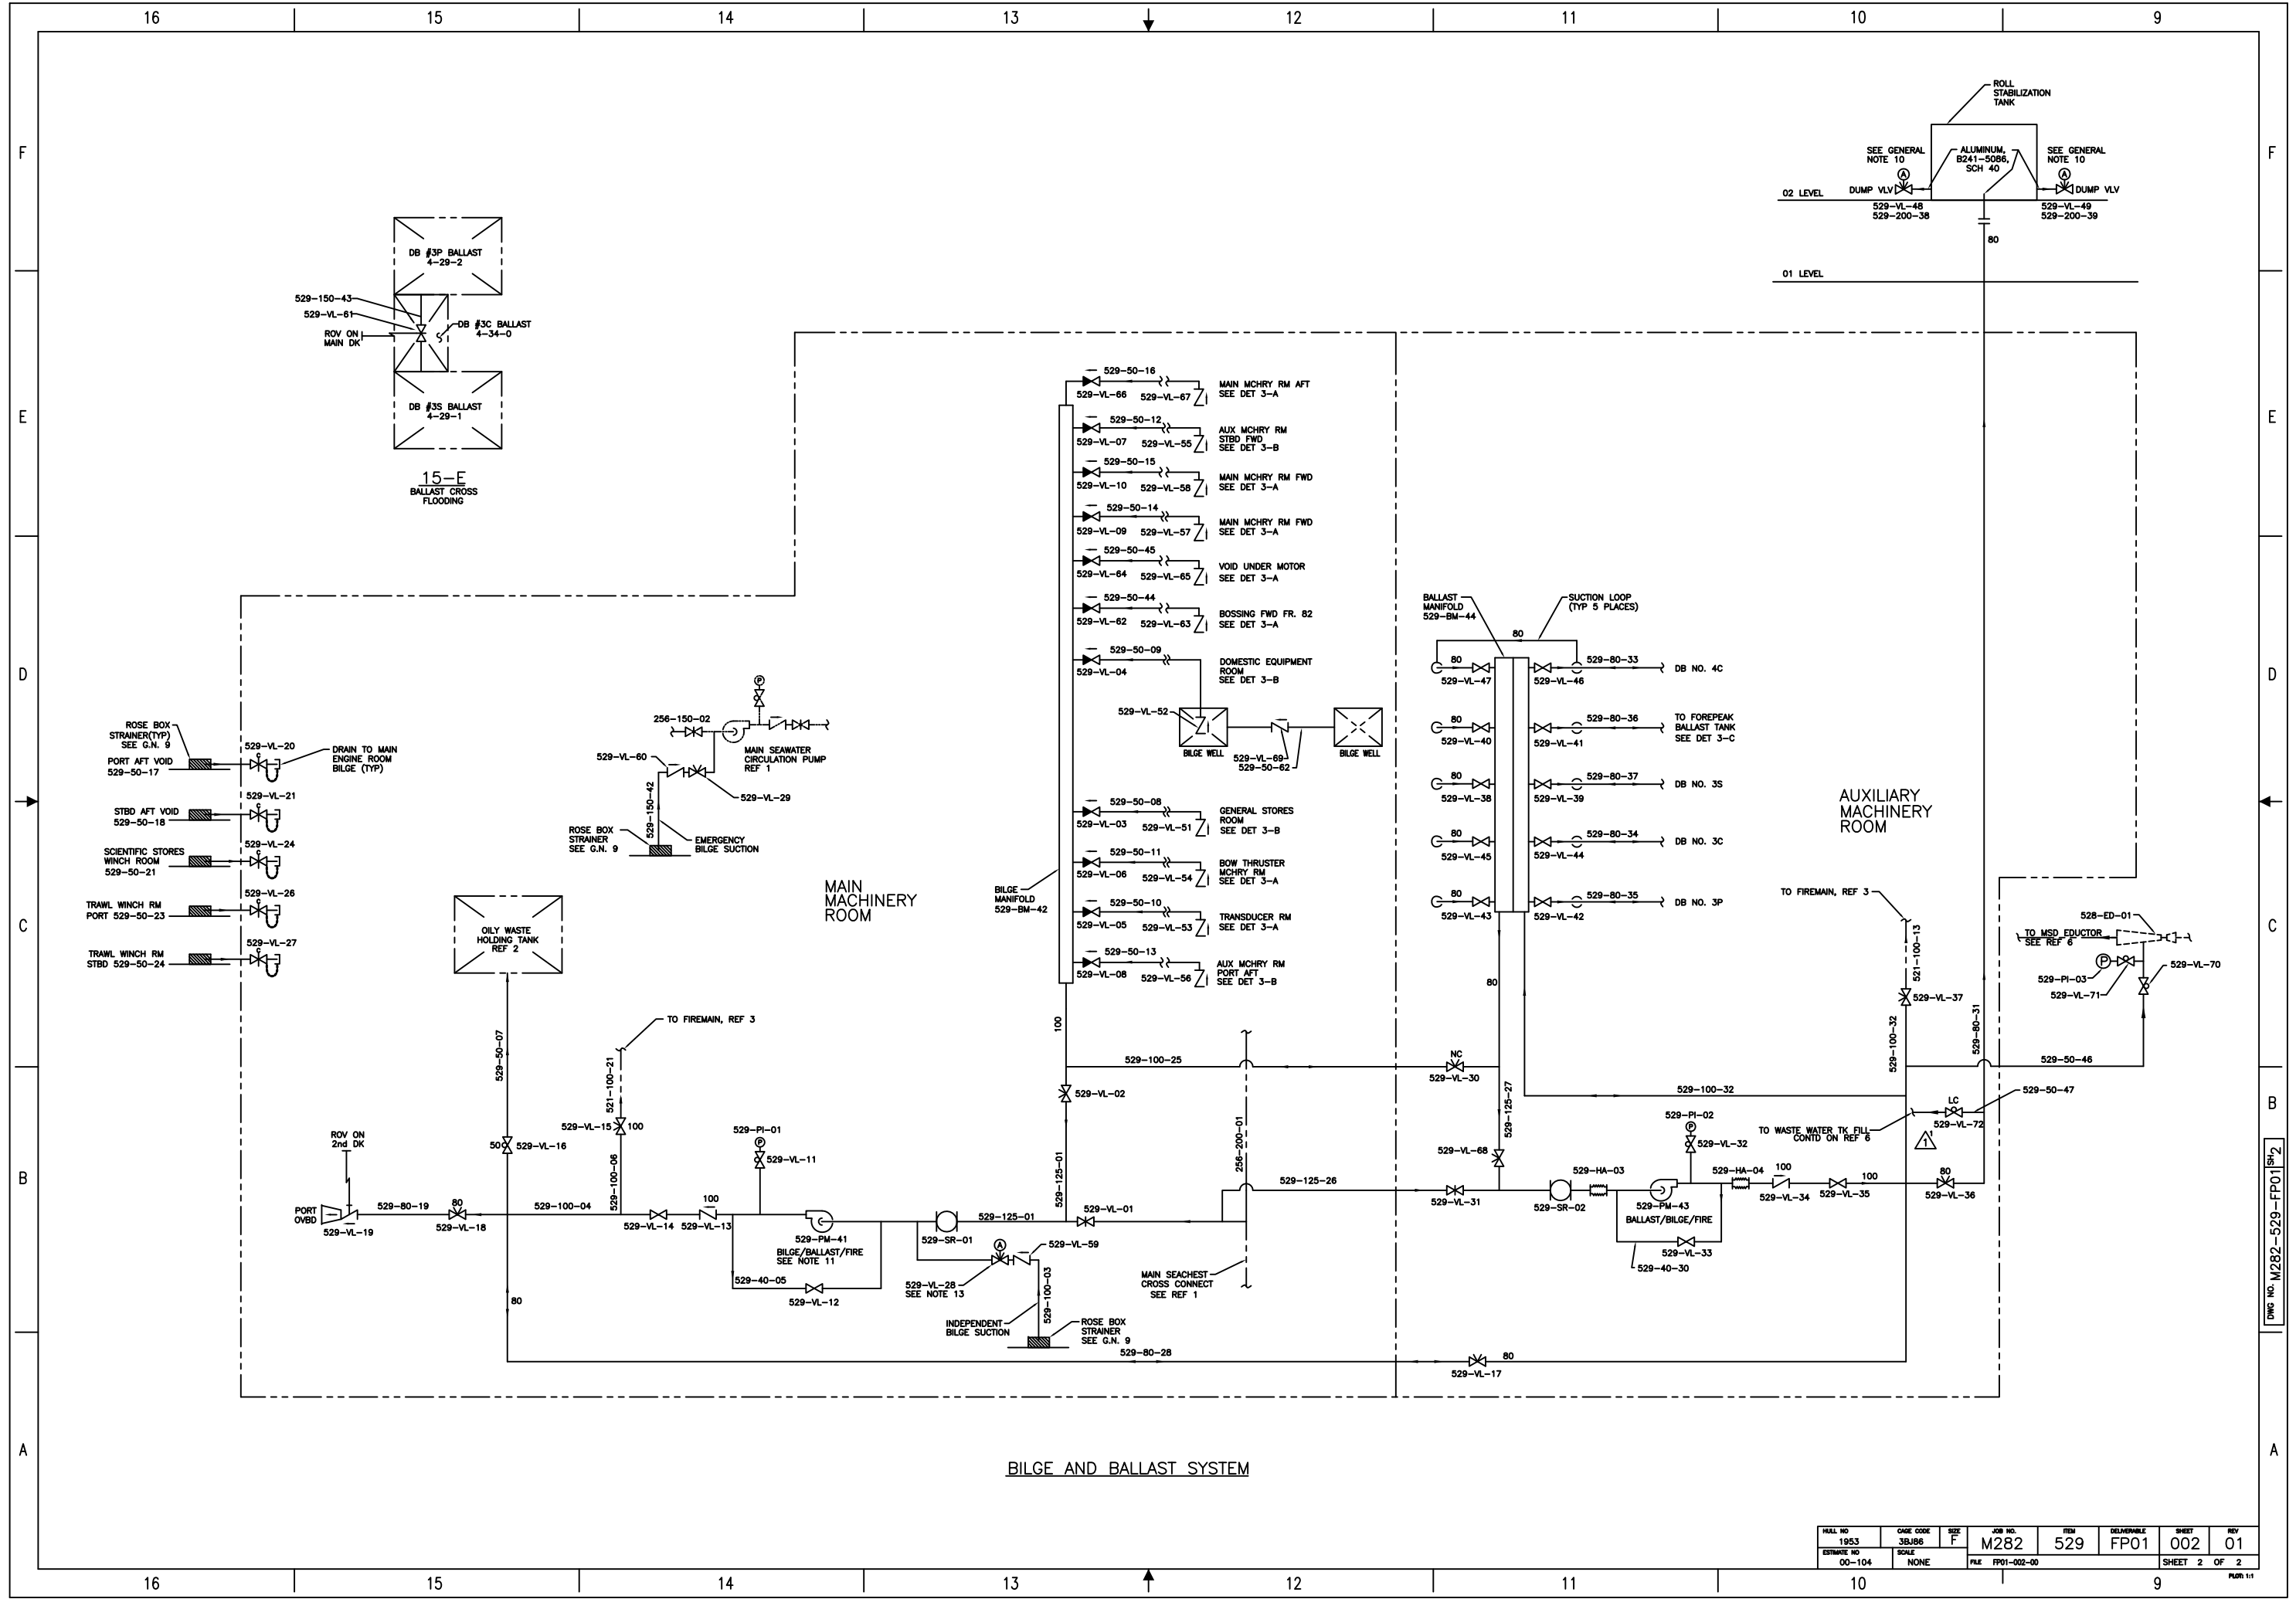 16 15 14 13 12 11 10 9
F
E
D
C
B
A
ROLL
STABILIZATION
TANK
SEE GENERAL
NOTE 10
ALUMINUM,
B241-5086,
SCH 40
SEE GENERAL
NOTE 10
A
A
DUMP VLV
DUMP VLV
02 LEVEL
529-VL-48
529-200-38
529-VL-49
529-200-39
80
01 LEVEL
DB #3P BALLAST
4-29-2
529-150-43
529-VL-61
ROV ON
MAIN DK
DB #3C BALLAST
4-34-0
DB #3S BALLAST
4-29-1
15-E
BALLAST CROSS
FLOODING
529-50-16
529-VL-66
529-VL-67
MAIN MCHRY RM AFT
SEE DET 3-A
529-50-12
529-VL-07
529-VL-55
AUX MCHRY RM
STBD FWD
SEE DET 3-B
529-50-15
529-VL-10
529-VL-58
MAIN MCHRY RM FWD
SEE DET 3-A
529-50-14
529-VL-09
529-VL-57
MAIN MCHRY RM FWD
SEE DET 3-A
529-50-45
529-VL-64
529-VL-65
VOID UNDER MOTOR
SEE DET 3-A
529-50-44
529-VL-62
529-VL-63
BOSSING FWD FR. 82
SEE DET 3-A
529-50-09
529-VL-04
DOMESTIC EQUIPMENT
ROOM
SEE DET 3-B
529-VL-52
BILGE WELL
529-VL-69
529-50-62
BILGE WELL
529-50-08
529-VL-03
529-VL-51
GENERAL STORES
ROOM
SEE DET 3-B
529-50-11
529-VL-06
529-VL-54
BOW THRUSTER
MCHRY RM
SEE DET 3-A
529-50-10
529-VL-05
529-VL-53
TRANSDUCER RM
SEE DET 3-A
529-50-13
529-VL-08
529-VL-56
AUX MCHRY RM
PORT AFT
SEE DET 3-B
BILGE
MANIFOLD
529-BM-42
BALLAST
MANIFOLD
529-BM-44
SUCTION LOOP
(TYP 5 PLACES)
80
80
529-VL-47
529-VL-46
529-80-33
DB NO. 4C
80
529-VL-40
529-VL-41
529-80-36
TO FOREPEAK
BALLAST TANK
SEE DET 3-C
80
529-VL-38
529-VL-39
529-80-37
DB NO. 3S
80
529-VL-45
529-VL-44
529-80-34
DB NO. 3C
80
529-VL-43
529-VL-42
529-80-35
DB NO. 3P
AUXILIARY
MACHINERY
ROOM
ROSE BOX
STRAINER(TYP)
SEE G.N. 9
PORT AFT VOID
529-50-17
529-VL-20
C
DRAIN TO MAIN
ENGINE ROOM
BILGE (TYP)
STBD AFT VOID
529-50-18
529-VL-21
C
SCIENTIFIC STORES
WINCH ROOM
529-50-21
529-VL-24
C
TRAWL WINCH RM
PORT 529-50-23
529-VL-26
C
TRAWL WINCH RM
STBD 529-50-24
529-VL-27
C
P
256-150-02
MAIN SEAWATER
CIRCULATION PUMP
REF 1
529-VL-60
529-VL-29
529-150-42
ROSE BOX
STRAINER
SEE G.N. 9
EMERGENCY
BILGE SUCTION
MAIN
MACHINERY
ROOM
OILY WASTE
HOLDING TANK
REF 2
529-50-07
TO FIREMAIN, REF 3
521-100-21
529-VL-15
100
50
529-VL-16
529-100-06
ROV ON
2nd DK
PORT
OVBD
529-VL-19
529-80-19
80
529-VL-18
529-100-04
529-VL-14
100
529-VL-13
529-PI-01
P
529-VL-11
529-PM-41
BILGE/BALLAST/FIRE
SEE NOTE 11
529-40-05
529-VL-12
80
529-SR-01
529-125-01
529-125-01
529-VL-01
529-VL-02
100
A
529-VL-59
529-VL-28
SEE NOTE 13
529-100-03
INDEPENDENT
BILGE SUCTION
ROSE BOX
STRAINER
SEE G.N. 9
529-80-28
529-100-25
256-200-01
529-125-26
MAIN SEACHEST
CROSS CONNECT
SEE REF 1
NC
529-VL-30
80
529-125-27
529-VL-68
529-VL-31
529-100-32
529-SR-02
529-HA-03
529-PI-02
P
529-VL-32
529-PM-43
BALLAST/BILGE/FIRE
529-HA-04
529-VL-33
529-40-30
100
529-VL-34
529-VL-35
100
80
529-VL-36
529-VL-17
80
TO FIREMAIN, REF 3
521-100-13
529-VL-37
529-100-32
529-80-31
528-ED-01
TO MSD EDUCTOR
SEE REF 6
P
529-PI-03
529-VL-71
529-VL-70
529-50-46
529-50-47
LC
529-VL-72
TO WASTE WATER TK FILL
CONTD ON REF 6
1
1
BILGE AND BALLAST SYSTEM
DWG NO. M282-529-FP01 SH 2
HULL NO
1953
CAGE CODE
3BJ86
SIZE
F
JOB NO.
M282
ITEM
529
DELIVERABLE
FP01
SHEET
002
REV
01
ESTIMATE NO
00-104
SCALE
NONE
FILE FP01-002-00
SHEET 2 OF 2
PLOT: 1:1
16 15 14 13 12 11 10 9
F
E
D
C
B
A